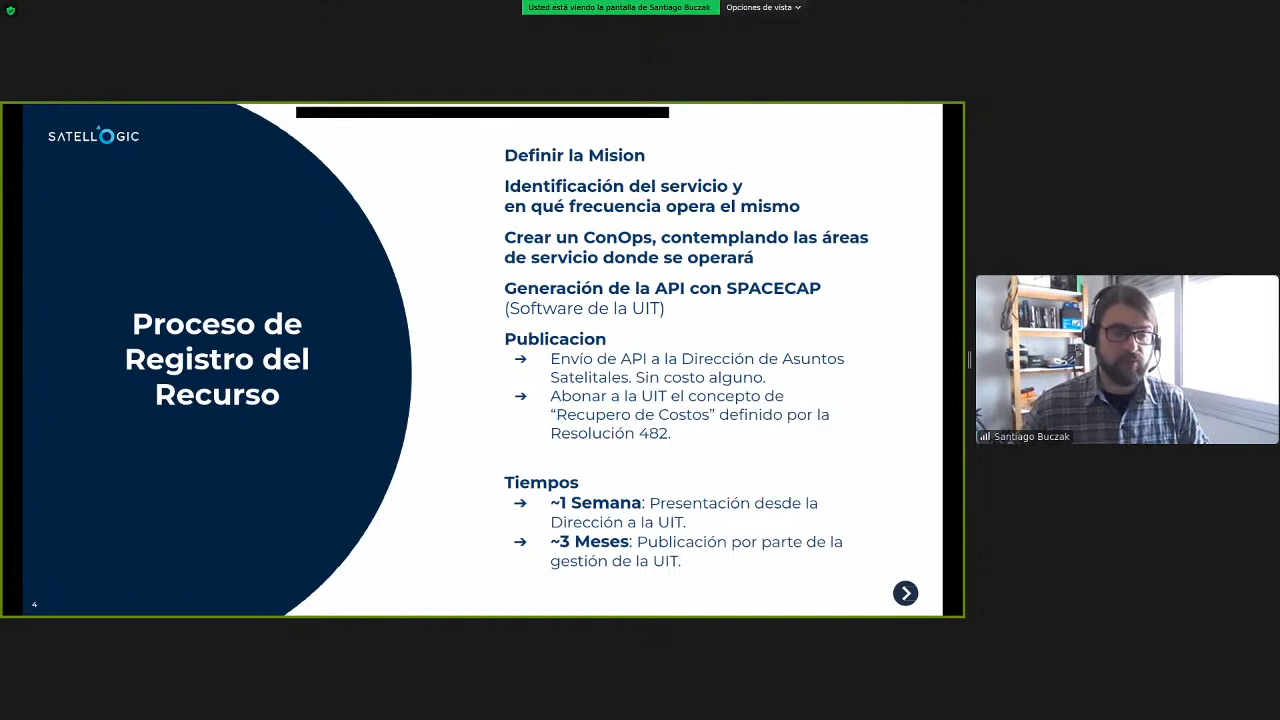 Usted está viendo la pantalla de Santiago Buczak
Opciones de vista
SATELLOGIC
Proceso de
Registro del
Recurso
Definir la Mision
Identificación del servicio y
en qué frecuencia opera el mismo
Crear un ConOps, contemplando las áreas
de servicio donde se operará
Generación de la API con SPACECAP
(Software de la UIT)
Publicacion
➔ Envío de API a la Dirección de Asuntos
Satelitales. Sin costo alguno.
➔ Abonar a la UIT el concepto de
“Recupero de Costos” definido por la
Resolución 482.
Tiempos
➔ ~1 Semana: Presentación desde la
Dirección a la UIT.
➔ ~3 Meses: Publicación por parte de la
gestión de la UIT.
4
Santiago Buczak